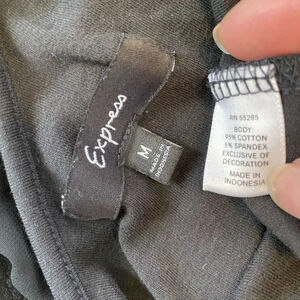 Express
M
MADE IN
INDONESIA
RN 55285
BODY:
95% COTTON
5% SPANDEX
EXCLUSIVE OF
DECORATION
MADE IN
INDONESIA